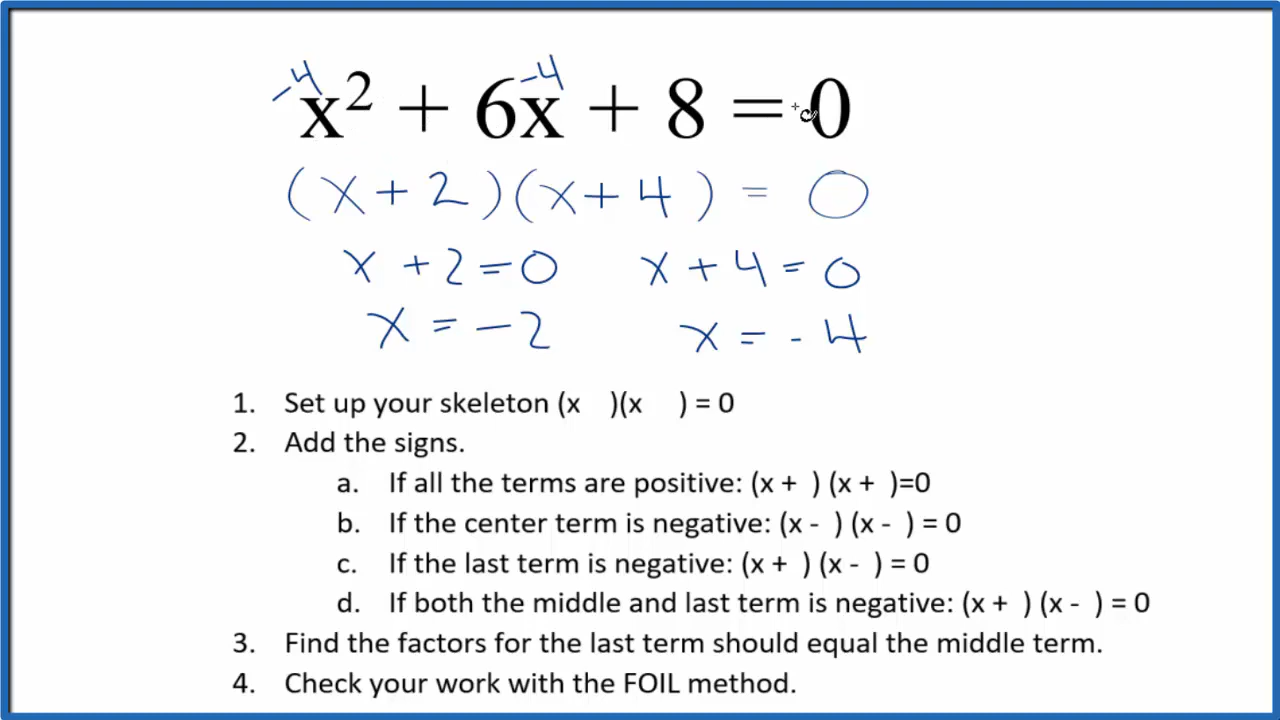 -4 -4
x² + 6x + 8 = 0
(x + 2)(x + 4) = 0
x + 2 = 0 x + 4 = 0
x = -2 x = -4
1. Set up your skeleton (x )(x ) = 0
2. Add the signs.
a. If all the terms are positive: (x + ) (x + )=0
b. If the center term is negative: (x - ) (x - ) = 0
c. If the last term is negative: (x + ) (x - ) = 0
d. If both the middle and last term is negative: (x + ) (x - ) = 0
3. Find the factors for the last term should equal the middle term.
4. Check your work with the FOIL method.